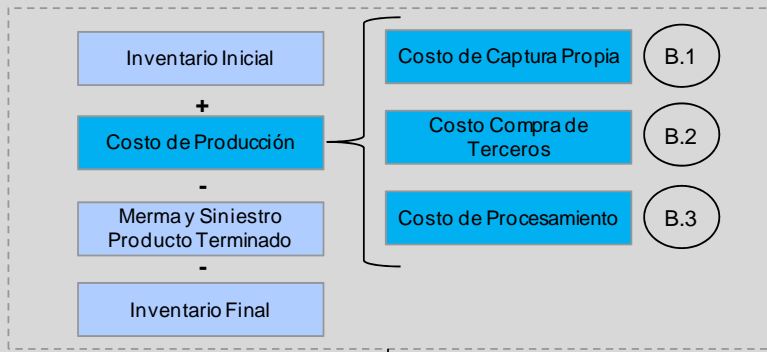 Inventario Inicial
+
Costo de Producción
-
Merma y Siniestro
Producto Terminado
-
Inventario Final
Costo de Captura Propia
B.1
Costo Compra de
Terceros
B.2
Costo de Procesamiento
B.3